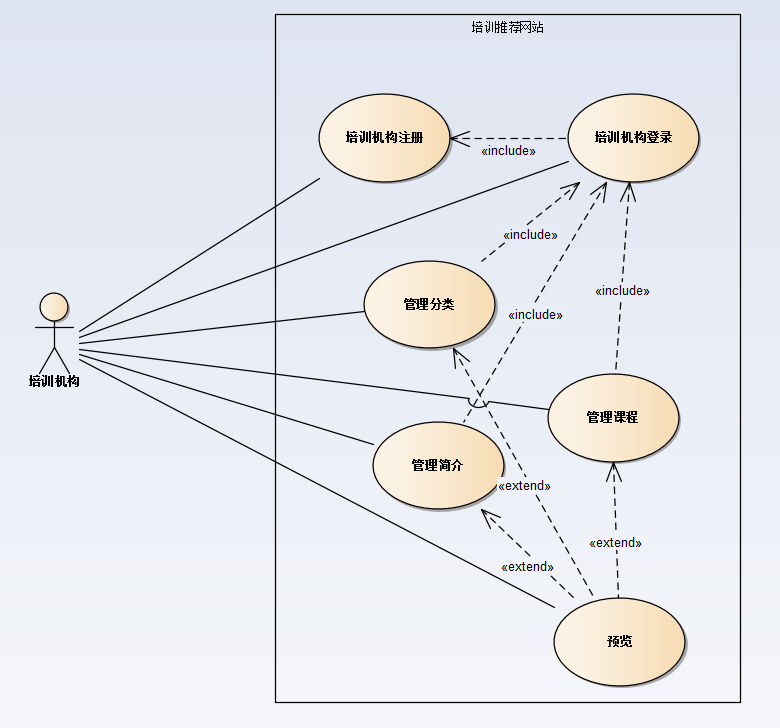 培训推荐网站
培训机构注册
培训机构登录
«include»
«include»
«include»
«include»
管理分类
培训机构
管理课程
管理简介
«extend»
«extend»
«extend»
预览